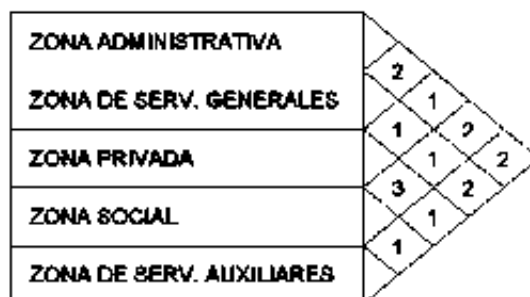 ZONA ADMINISTRATIVA
2
ZONA DE SERV. GENERALES
1
1
2
ZONA PRIVADA
1
2
3
2
ZONA SOCIAL
1
1
ZONA DE SERV. AUXILIARES